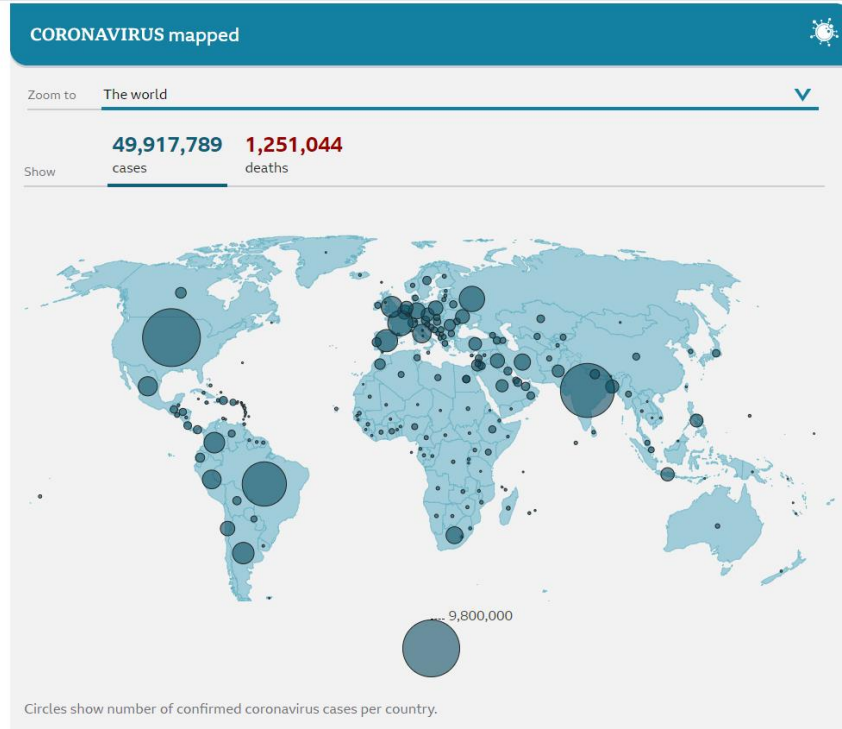 CORONAVIRUS mapped
Zoom to The world
49,917,789 1,251,044
Show cases deaths
9,800,000
Circles show number of confirmed coronavirus cases per country.